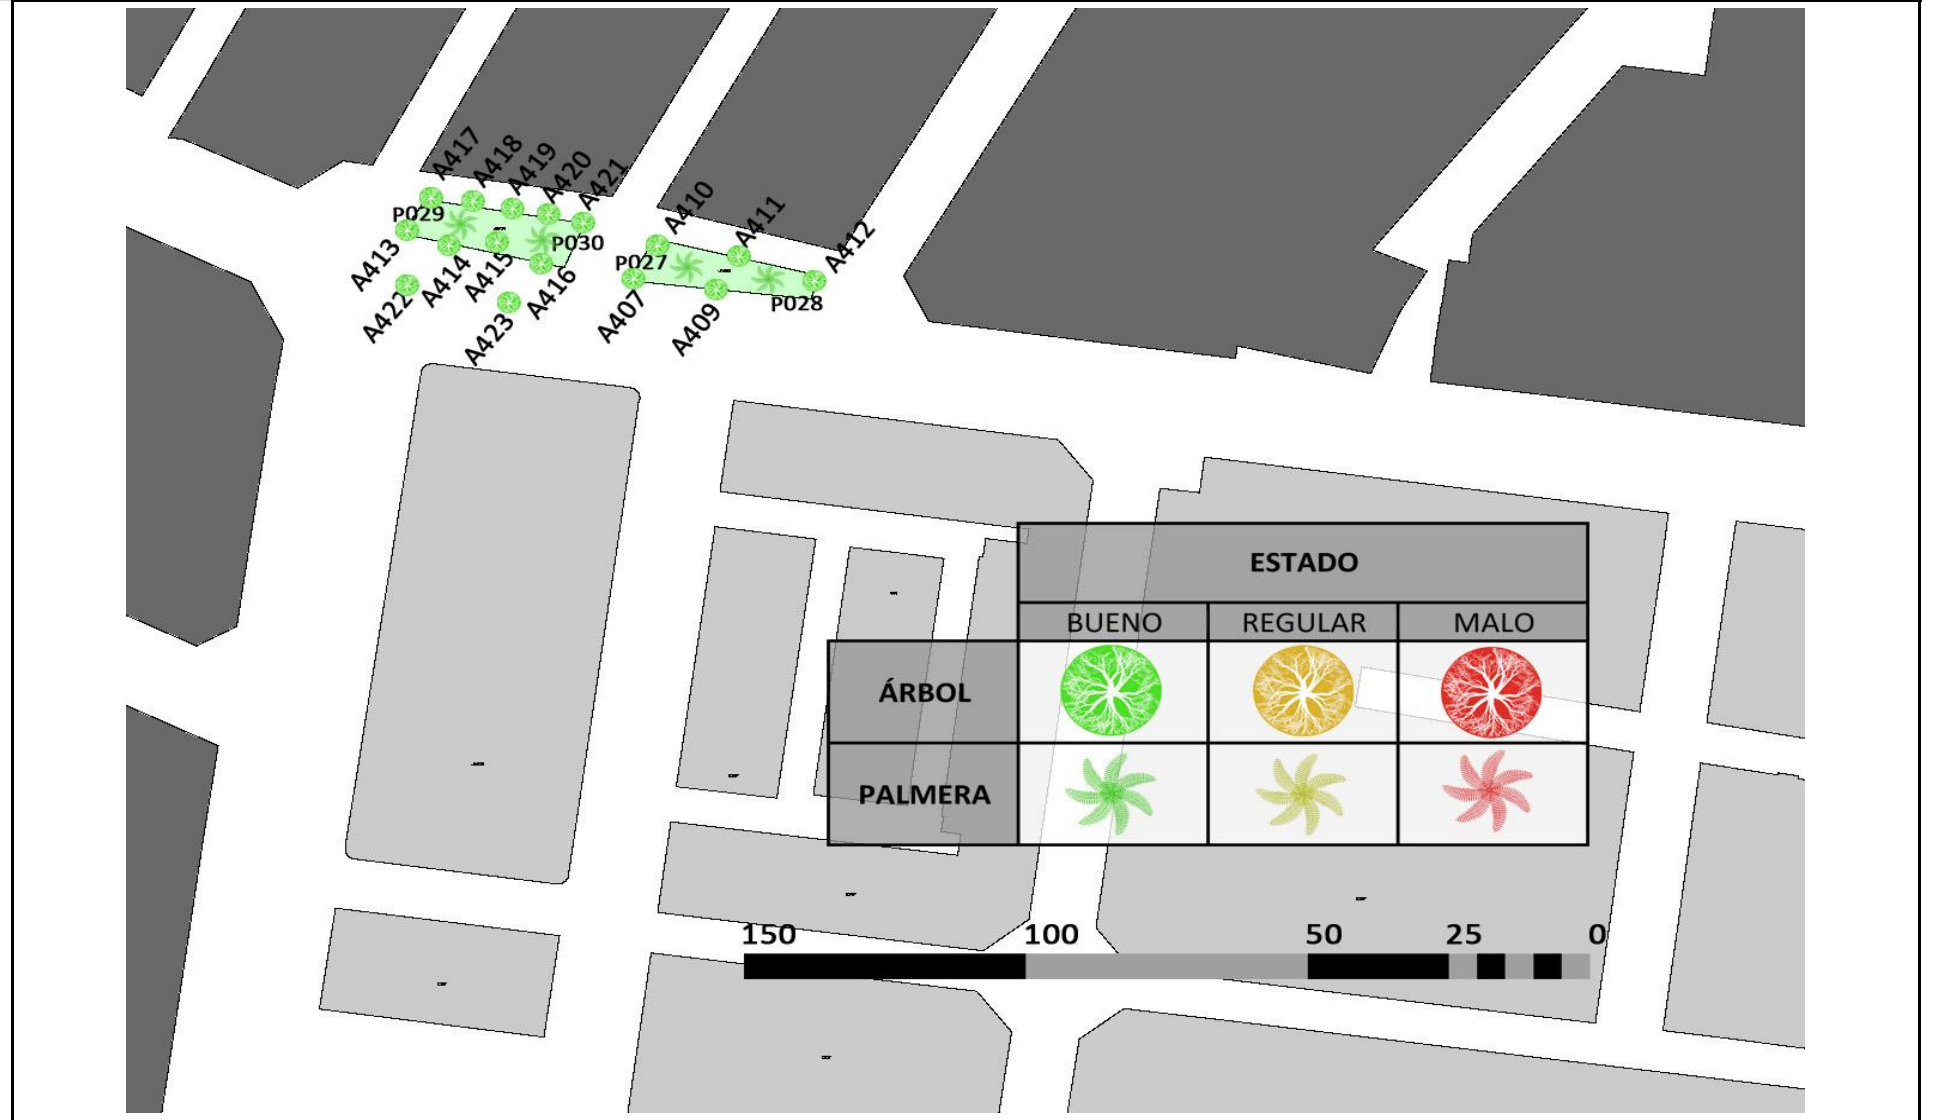 A417
A418
A419
A420
A421
P029
P030
A413
A414
A415
A416
A422
A423
A410
A411
A412
P027
P028
A407
A409
ESTADO
BUENO REGULAR MALO
ÁRBOL
PALMERA
150 100 50 25 0